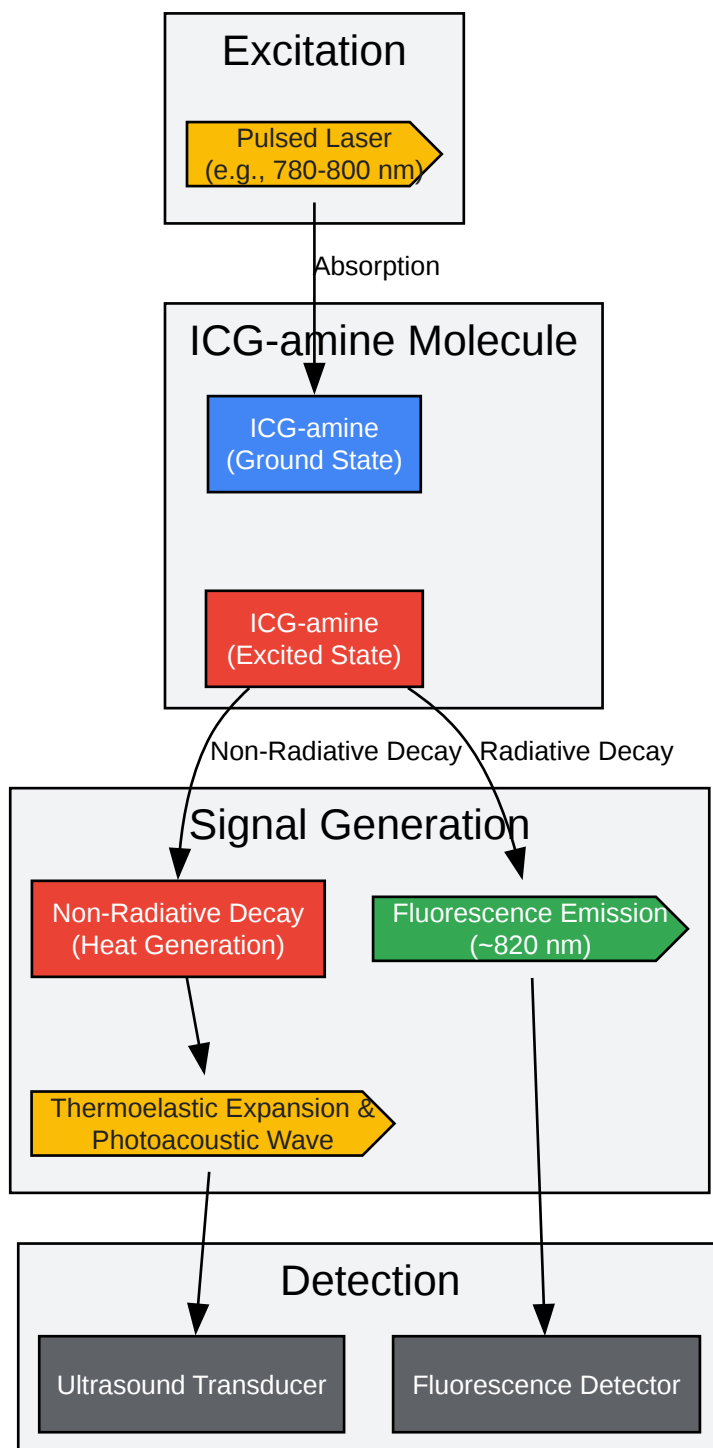 Excitation
Pulsed Laser
(e.g., 780-800 nm)
Absorption
ICG-amine Molecule
ICG-amine
(Ground State)
ICG-amine
(Excited State)
Non-Radiative Decay
Radiative Decay
Signal Generation
Non-Radiative Decay
(Heat Generation)
Fluorescence Emission
(~820 nm)
Thermoelastic Expansion &
Photoacoustic Wave
Detection
Ultrasound Transducer
Fluorescence Detector